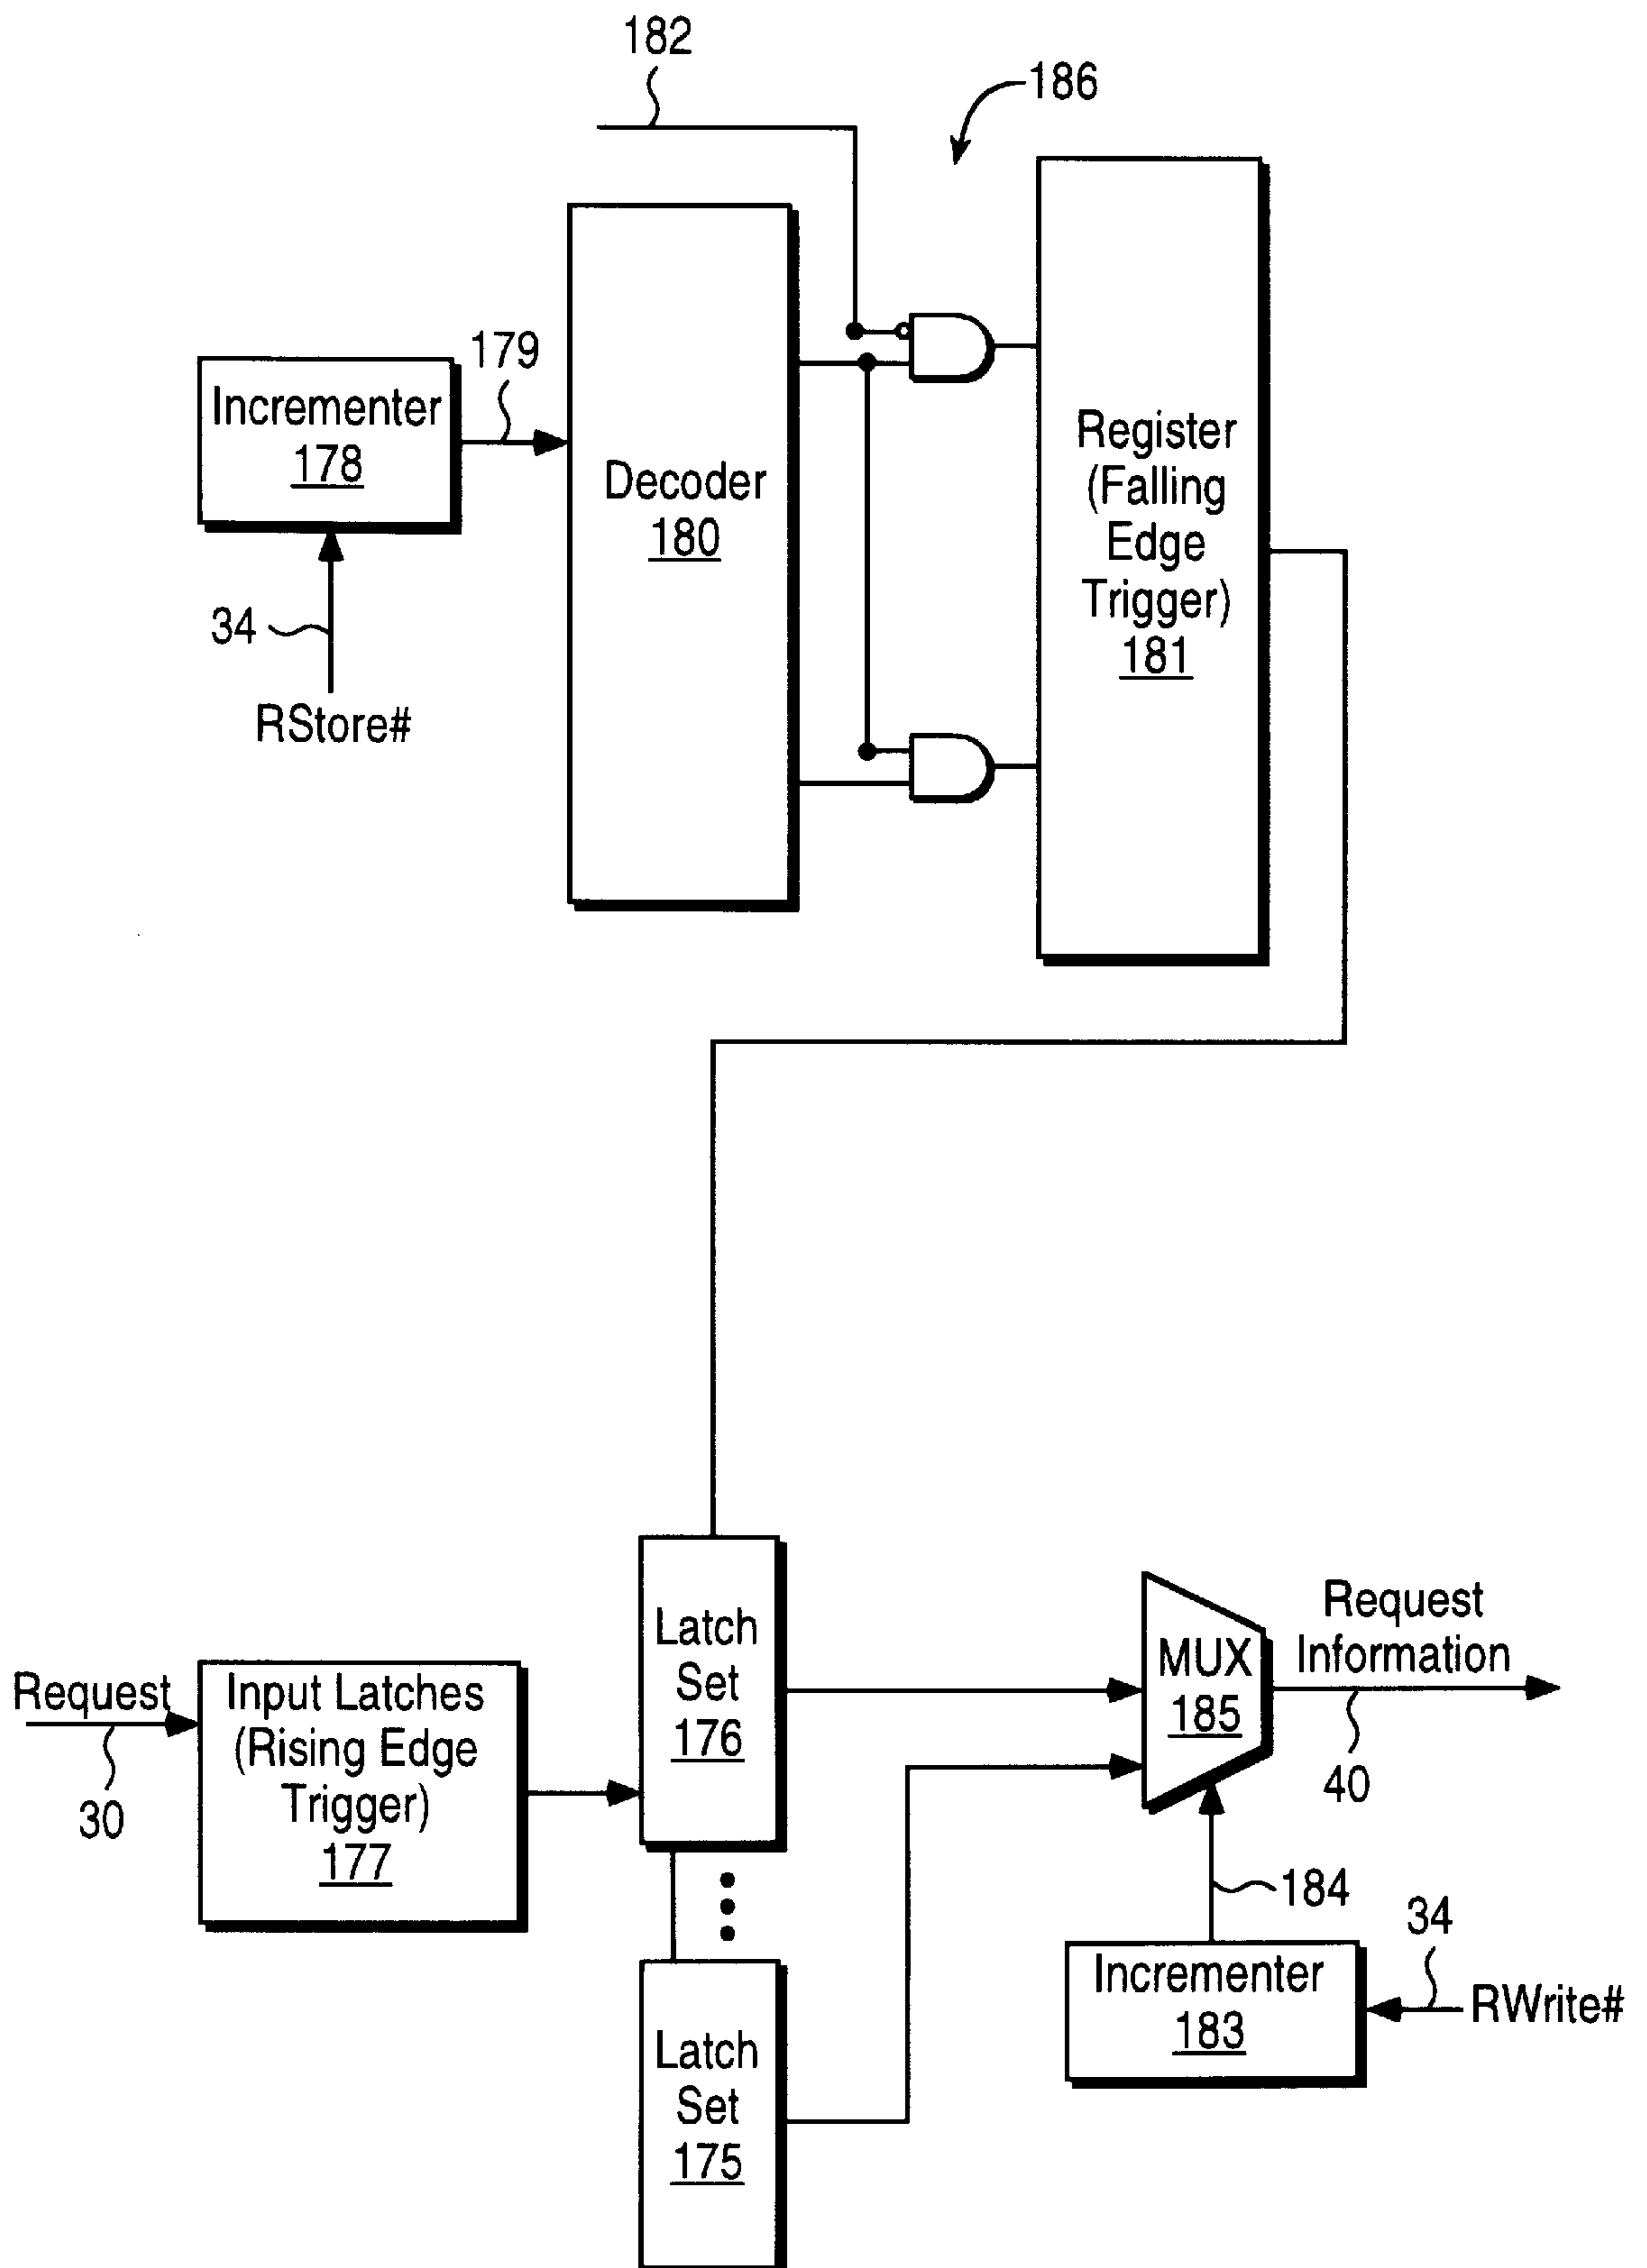 182
186
179
Incrementer
178
34
RStore#
Decoder
180
Register
(Falling
Edge
Trigger)
181
Request
30
Input Latches
(Rising Edge
Trigger)
177
Latch
Set
176
Latch
Set
175
MUX
185
Request
Information
40
184
34
Incrementer
183
RWrite#